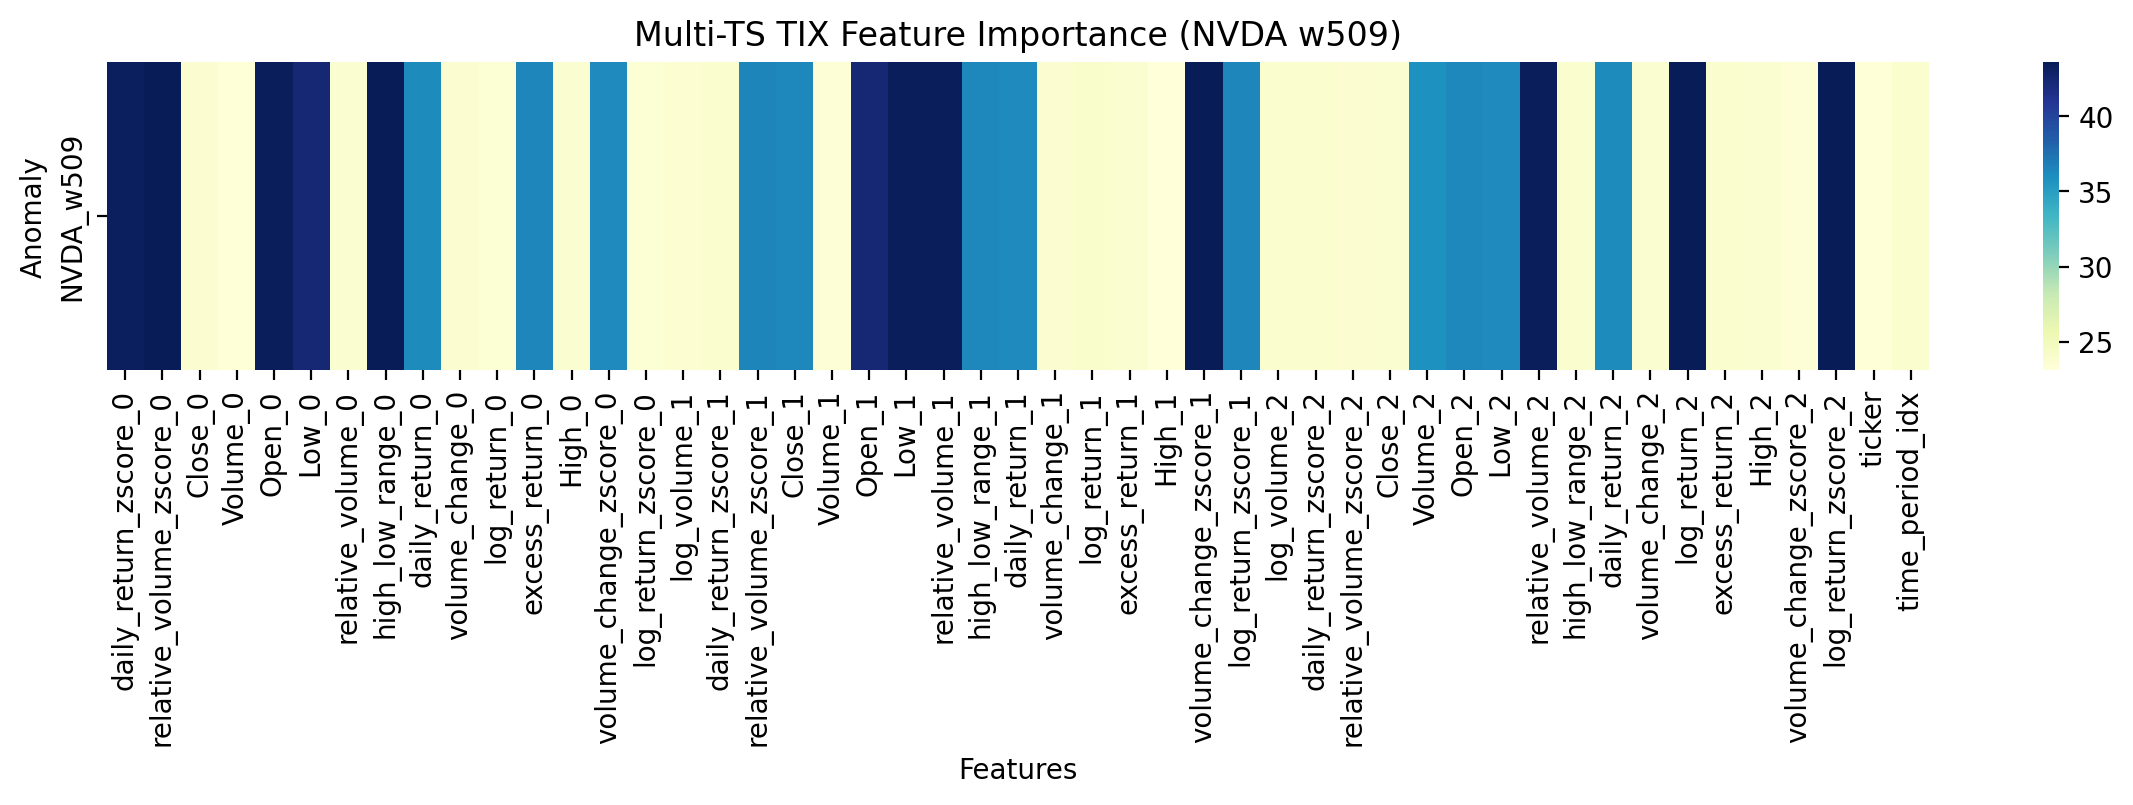 Multi-TS TIX Feature Importance (NVDA w509)
Anomaly
NVDA_w509
40
35
30
25
daily_return_zscore_0
relative_volume_zscore_0
Close_0
Volume_0
Open_0
Low_0
relative_volume_0
high_low_range_0
daily_return_0
volume_change_0
log_return_0
excess_return_0
High_0
volume_change_zscore_0
log_return_zscore_0
log_volume_1
daily_return_zscore_1
relative_volume_zscore_1
Close_1
Volume_1
Open_1
Low_1
relative_volume_1
high_low_range_1
daily_return_1
volume_change_1
log_return_1
excess_return_1
High_1
volume_change_zscore_1
log_return_zscore_1
log_volume_2
daily_return_zscore_2
relative_volume_zscore_2
Close_2
Volume_2
Open_2
Low_2
relative_volume_2
high_low_range_2
daily_return_2
volume_change_2
log_return_2
excess_return_2
High_2
volume_change_zscore_2
log_return_zscore_2
ticker
time_period_idx
Features